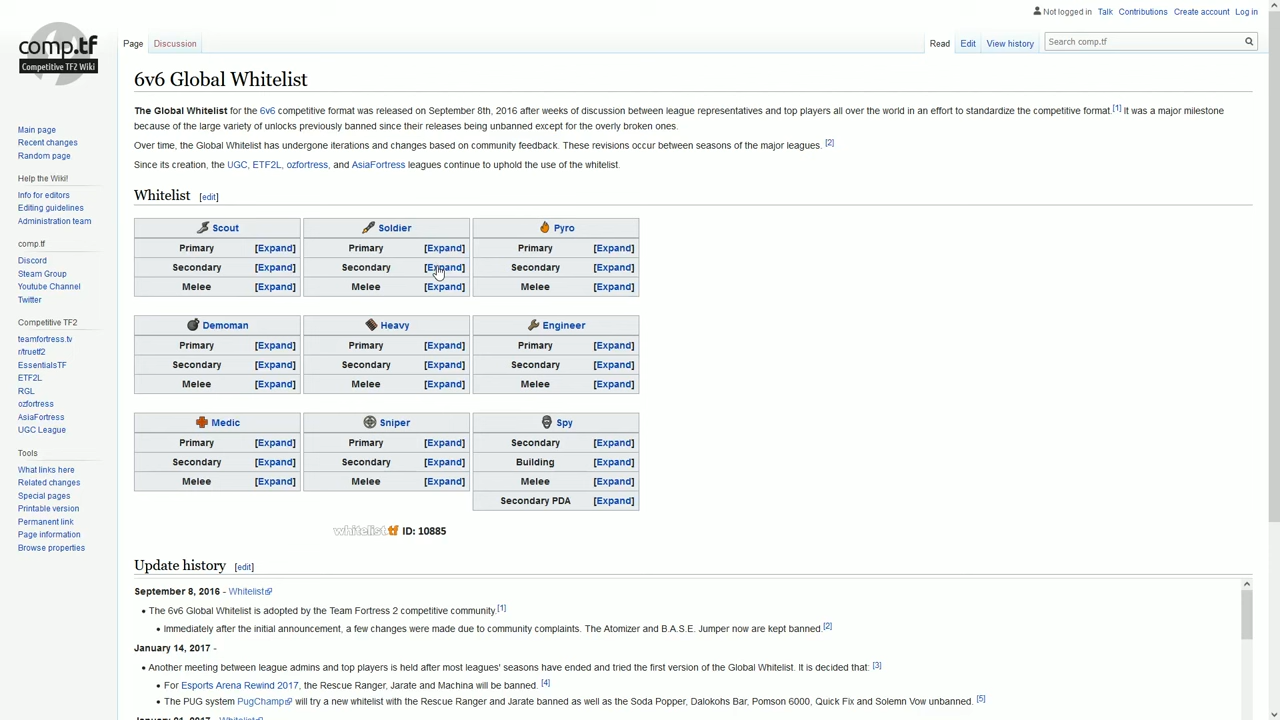 Not logged in Talk Contributions Create account Log in
comp.tf
Competitive TF2 Wiki
Page Discussion Read Edit View history Search comp.tf
6v6 Global Whitelist
The Global Whitelist for the 6v6 competitive format was released on September 8th, 2016 after weeks of discussion between league representatives and top players all over the world in an effort to standardize the competitive format.[1] It was a major milestone
because of the large variety of unlocks previously banned since their releases being unbanned except for the overly broken ones.
Over time, the Global Whitelist has undergone iterations and changes based on community feedback. These revisions occur between seasons of the major leagues. [2]
Since its creation, the UGC, ETF2L, ozfortress, and AsiaFortress leagues continue to uphold the use of the whitelist.
Main page
Recent changes
Random page
Help the Wiki!
Info for editors
Editing guidelines
Administration team
comp.tf
Discord
Steam Group
Youtube Channel
Twitter
Competitive TF2
teamfortress.tv
r/truetf2
EssentialsTF
ETF2L
RGL
ozfortress
AsiaFortress
UGC League
Tools
What links here
Related changes
Special pages
Printable version
Permanent link
Page information
Browse properties
Whitelist [edit]
Scout Soldier Pyro
Primary [Expand] Primary [Expand] Primary [Expand]
Secondary [Expand] Secondary [Expand] Secondary [Expand]
Melee [Expand] Melee [Expand] Melee [Expand]
Demoman Heavy Engineer
Primary [Expand] Primary [Expand] Primary [Expand]
Secondary [Expand] Secondary [Expand] Secondary [Expand]
Melee [Expand] Melee [Expand] Melee [Expand]
Medic Sniper Spy
Primary [Expand] Primary [Expand] Secondary [Expand]
Secondary [Expand] Secondary [Expand] Building [Expand]
Melee [Expand] Melee [Expand] Melee [Expand]
Secondary PDA [Expand]
whitelist.tf ID: 10885
Update history [edit]
September 8, 2016 - Whitelist
• The 6v6 Global Whitelist is adopted by the Team Fortress 2 competitive community.[1]
• Immediately after the initial announcement, a few changes were made due to community complaints. The Atomizer and B.A.S.E. Jumper now are kept banned.[2]
January 14, 2017 -
• Another meeting between league admins and top players is held after most leagues' seasons have ended and tried the first version of the Global Whitelist. It is decided that: [3]
• For Esports Arena Rewind 2017, the Rescue Ranger, Jarate and Machina will be banned. [4]
• The PUG system PugChamp will try a new whitelist with the Rescue Ranger and Jarate banned as well as the Soda Popper, Dalokohs Bar, Pomson 6000, Quick Fix and Solemn Vow unbanned. [5]